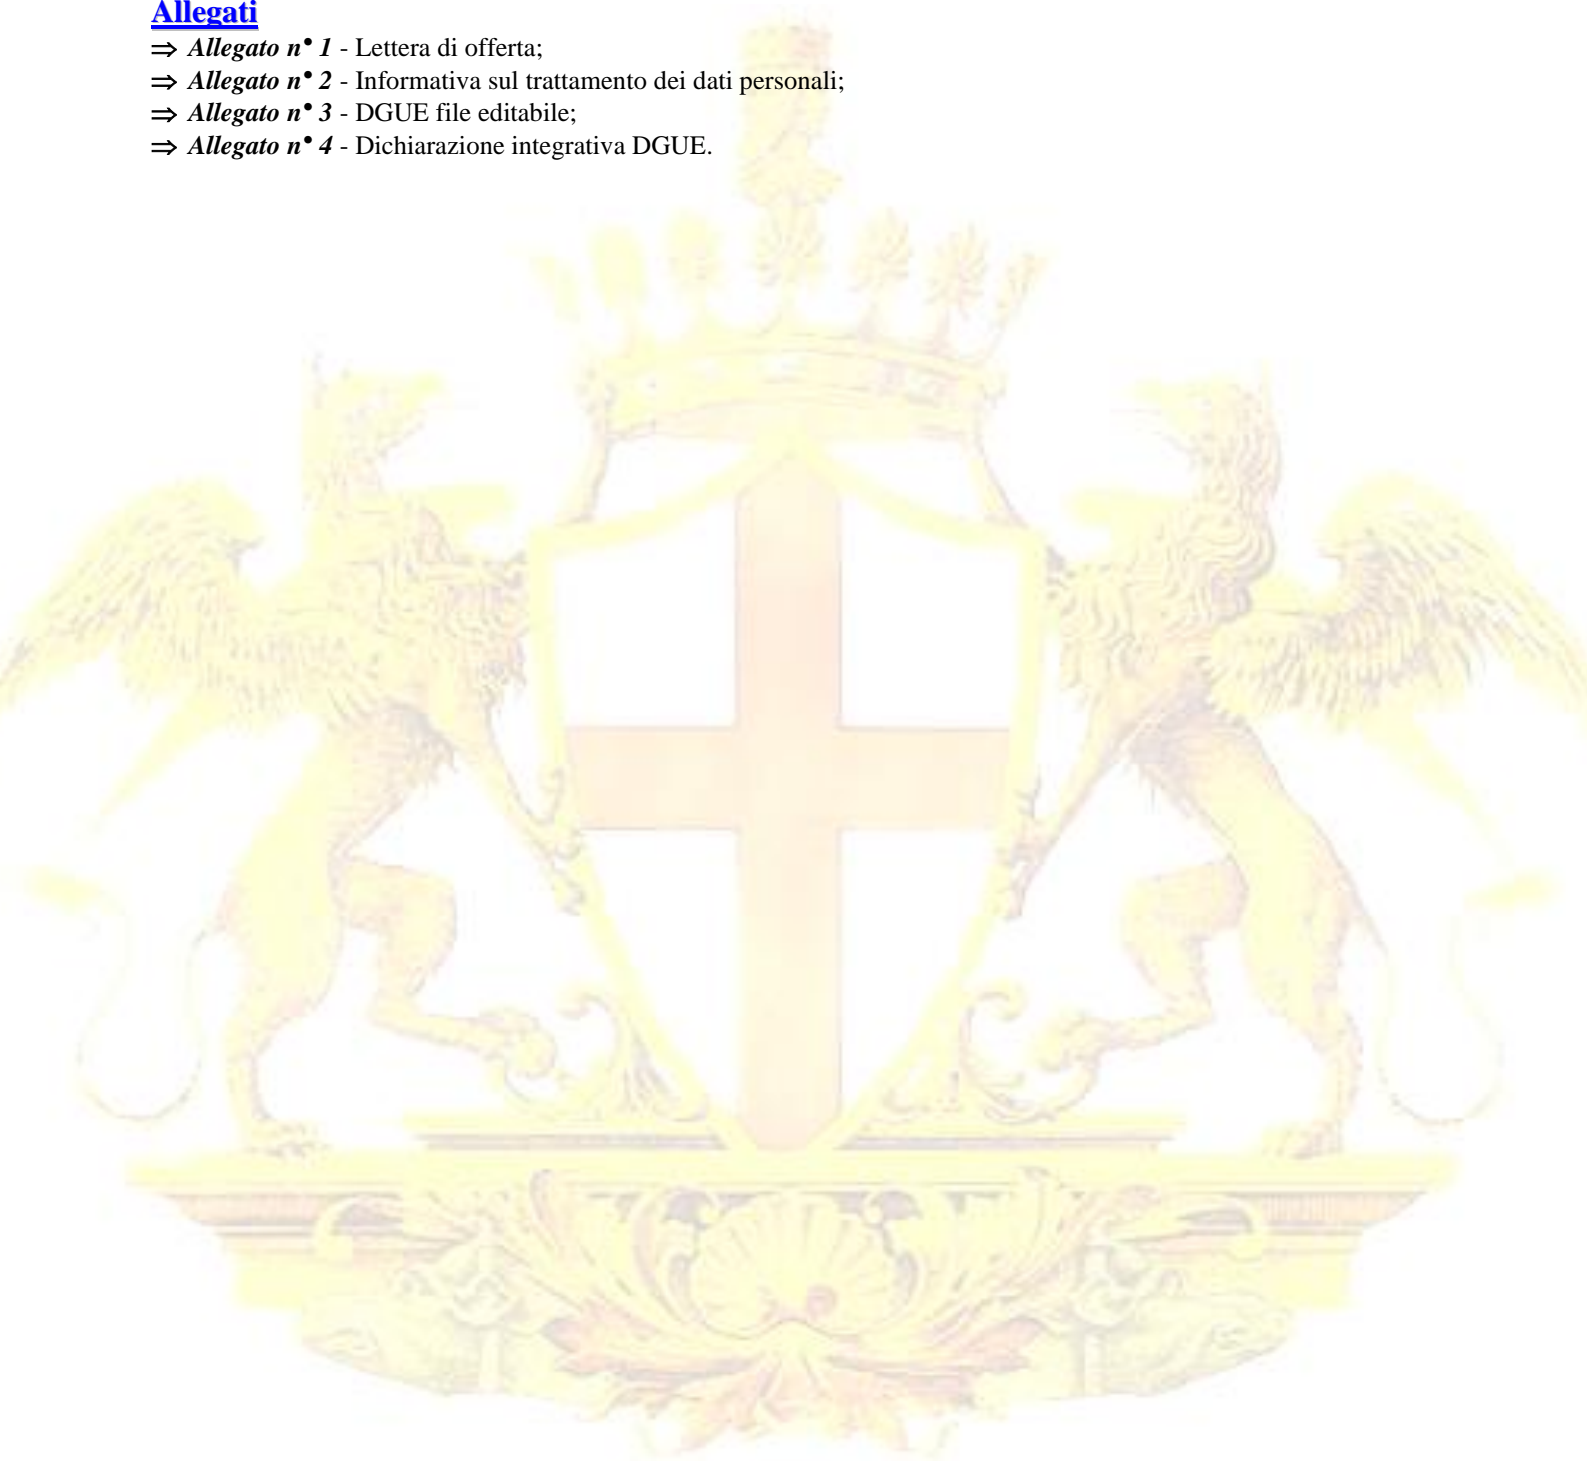 Allegati
⇒ Allegato n° 1 - Lettera di offerta;
⇒ Allegato n° 2 - Informativa sul trattamento dei dati personali;
⇒ Allegato n° 3 - DGUE file editabile;
⇒ Allegato n° 4 - Dichiarazione integrativa DGUE.